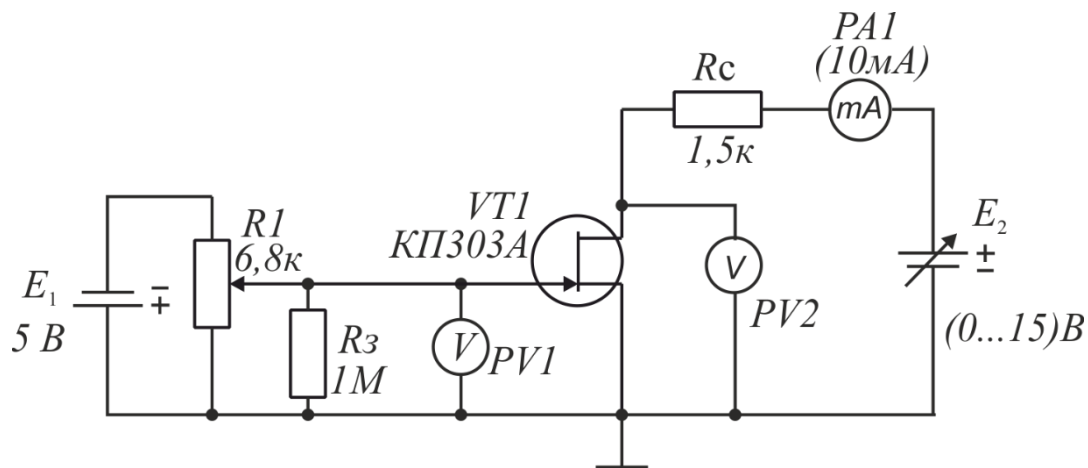 PA1
(10мА)
Rс
mA
1,5к
VT1
КП303А
R1
6,8к
E₁
5 В
Rз
1М
V
PV1
V
PV2
E₂
(0...15)В